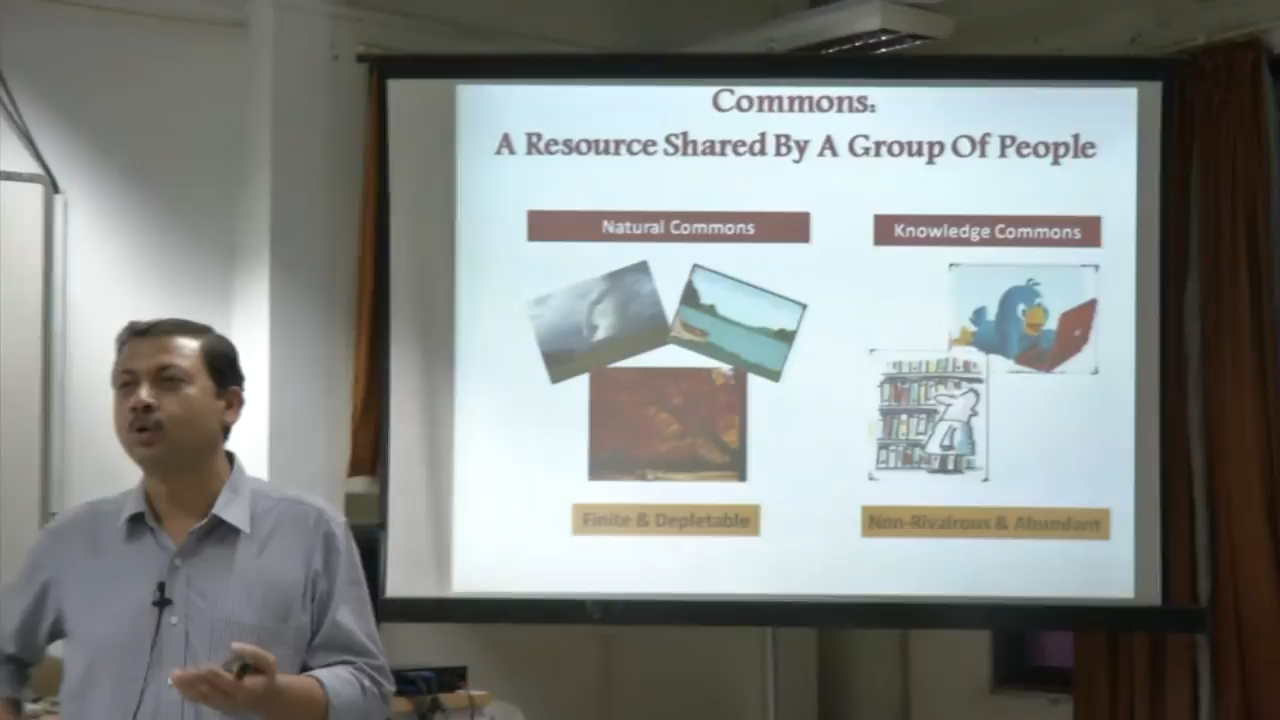 Commons:
A Resource Shared By A Group Of People
Natural Commons
Knowledge Commons
Finite & Depletable
Non-Rivalrous & Abundant